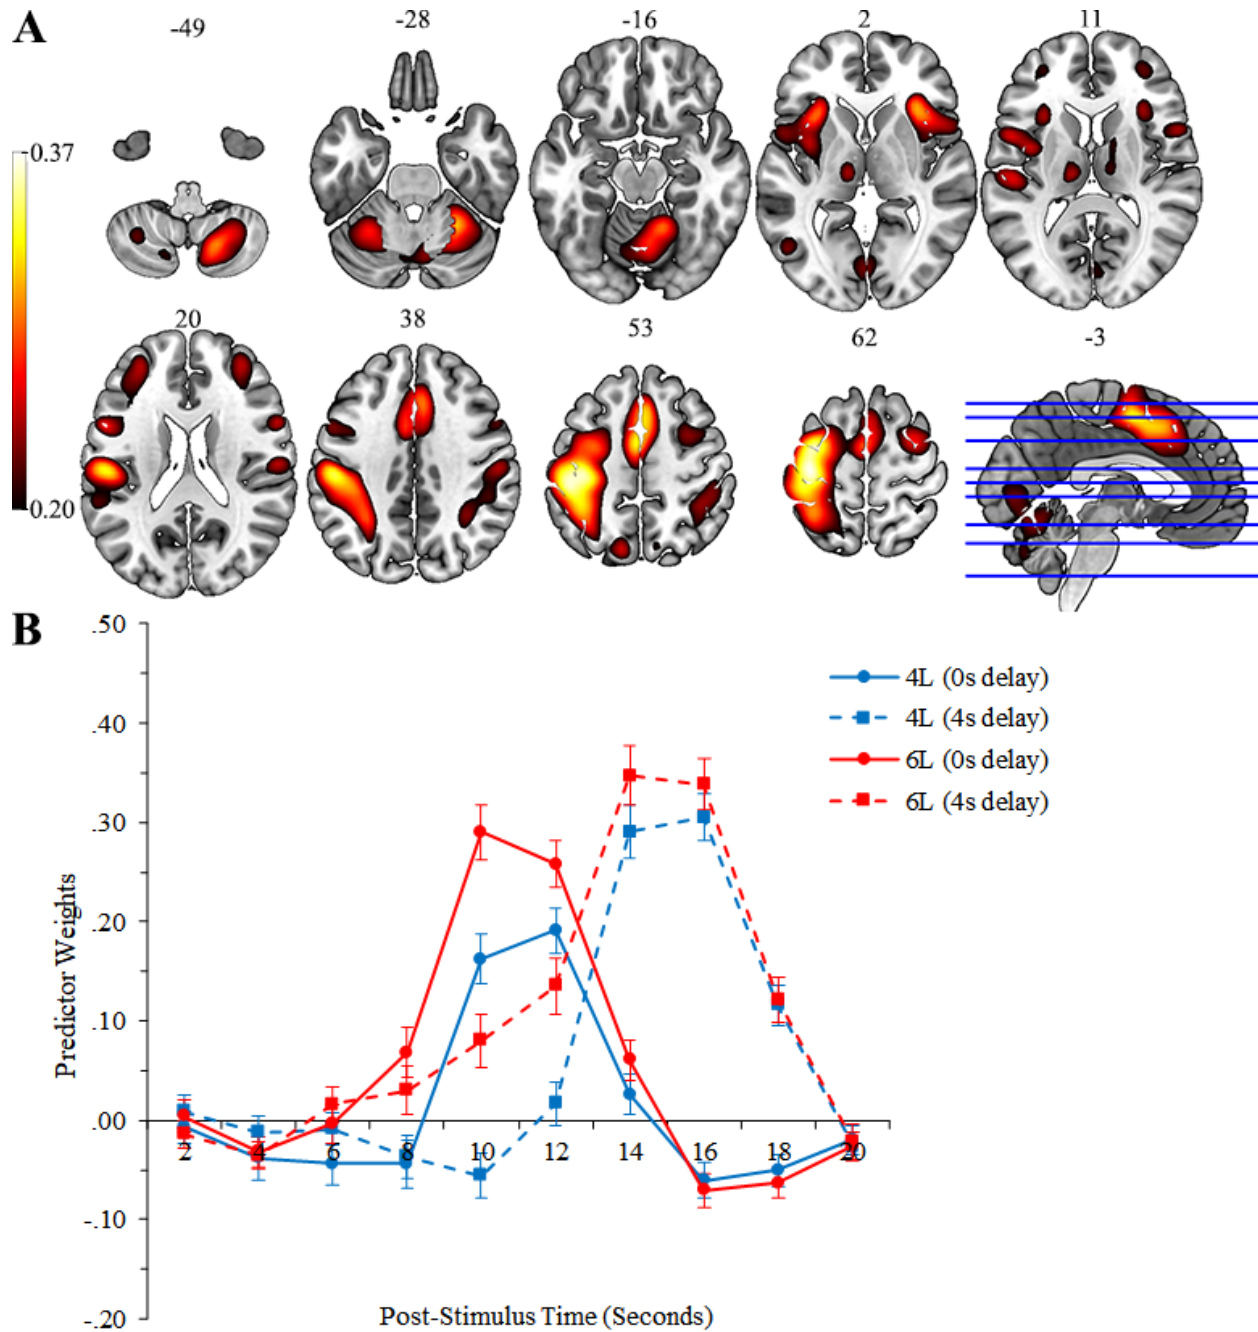 A
-49
-28
-16
2
11
-0.37
-0.20
20
38
53
62
-3
B
.50
.40
.30
.20
.10
.00
-.10
-.20
Predictor Weights
4L (0s delay)
4L (4s delay)
6L (0s delay)
6L (4s delay)
2 4 6 8 10 12 14 16 18 20
Post-Stimulus Time (Seconds)